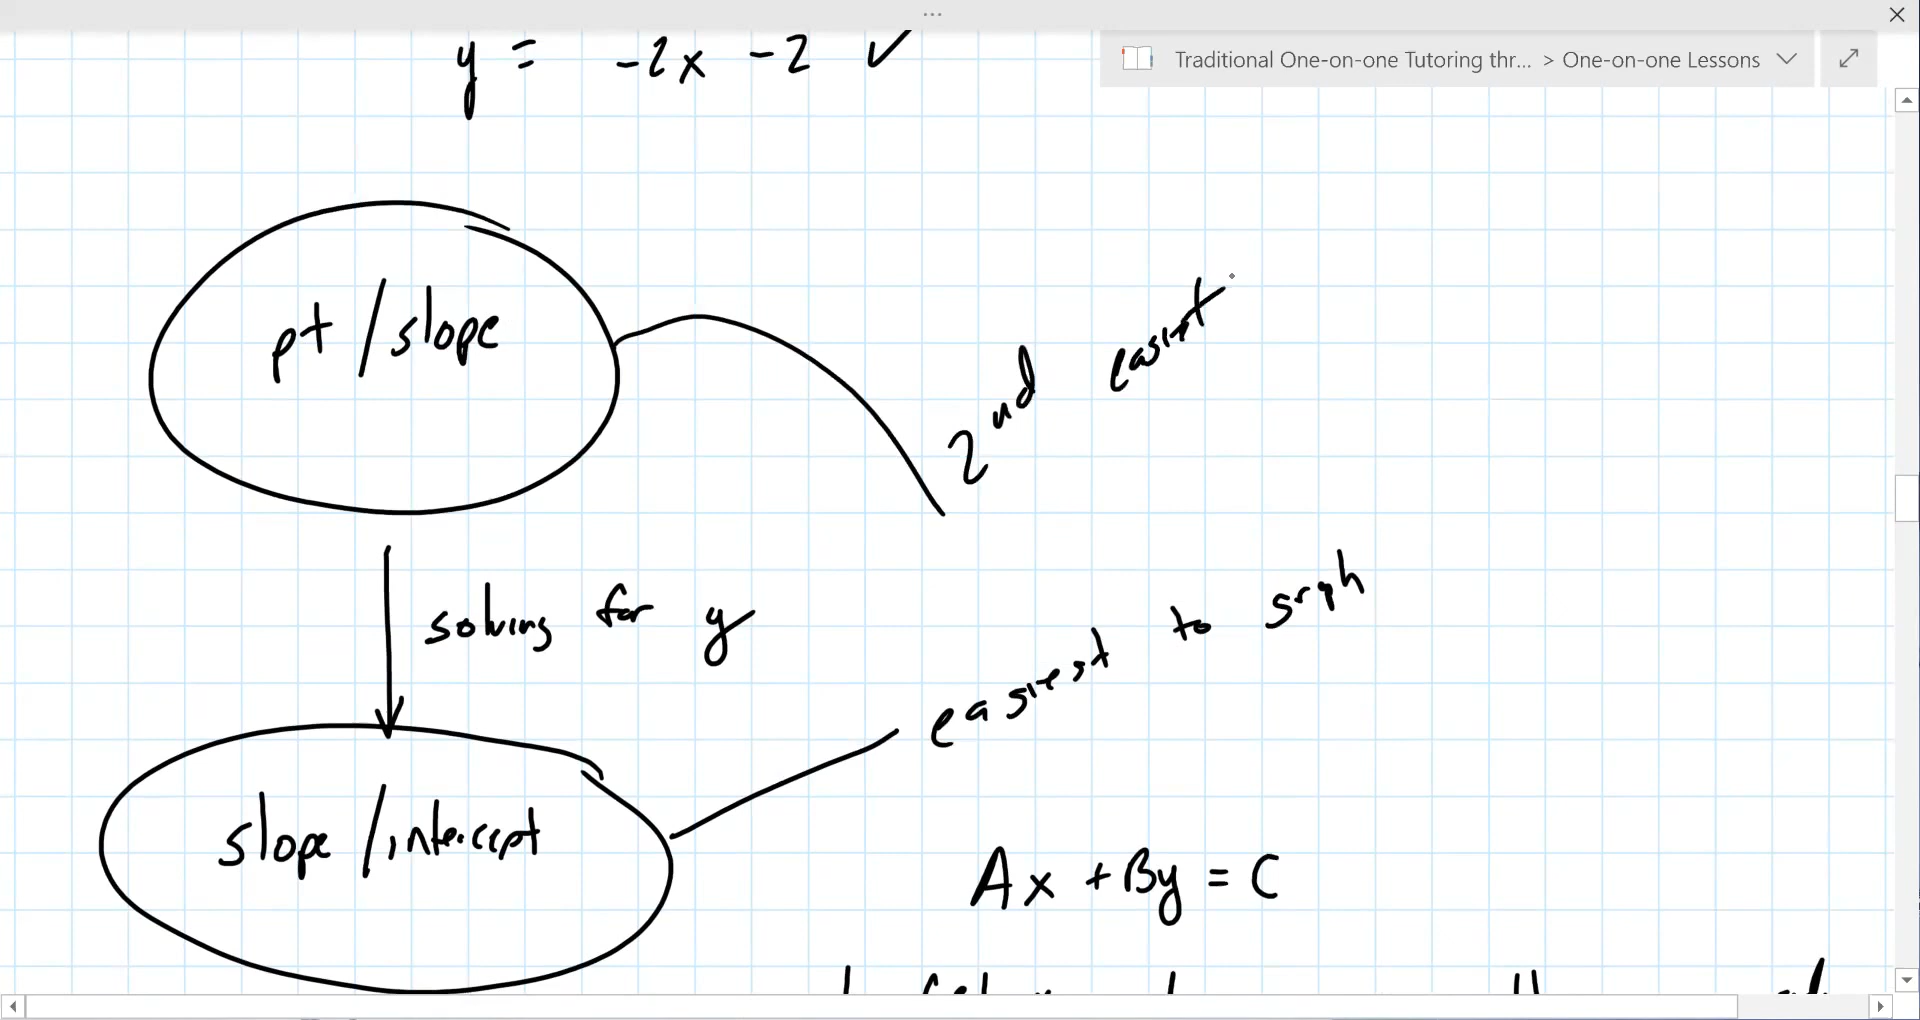 ...
y = -2x -2 ✓
Traditional One-on-one Tutoring thr... > One-on-one Lessons
pt / slope
2nd easiest
solving for y
easiest to grph
slope / intercept
Ax + By = C